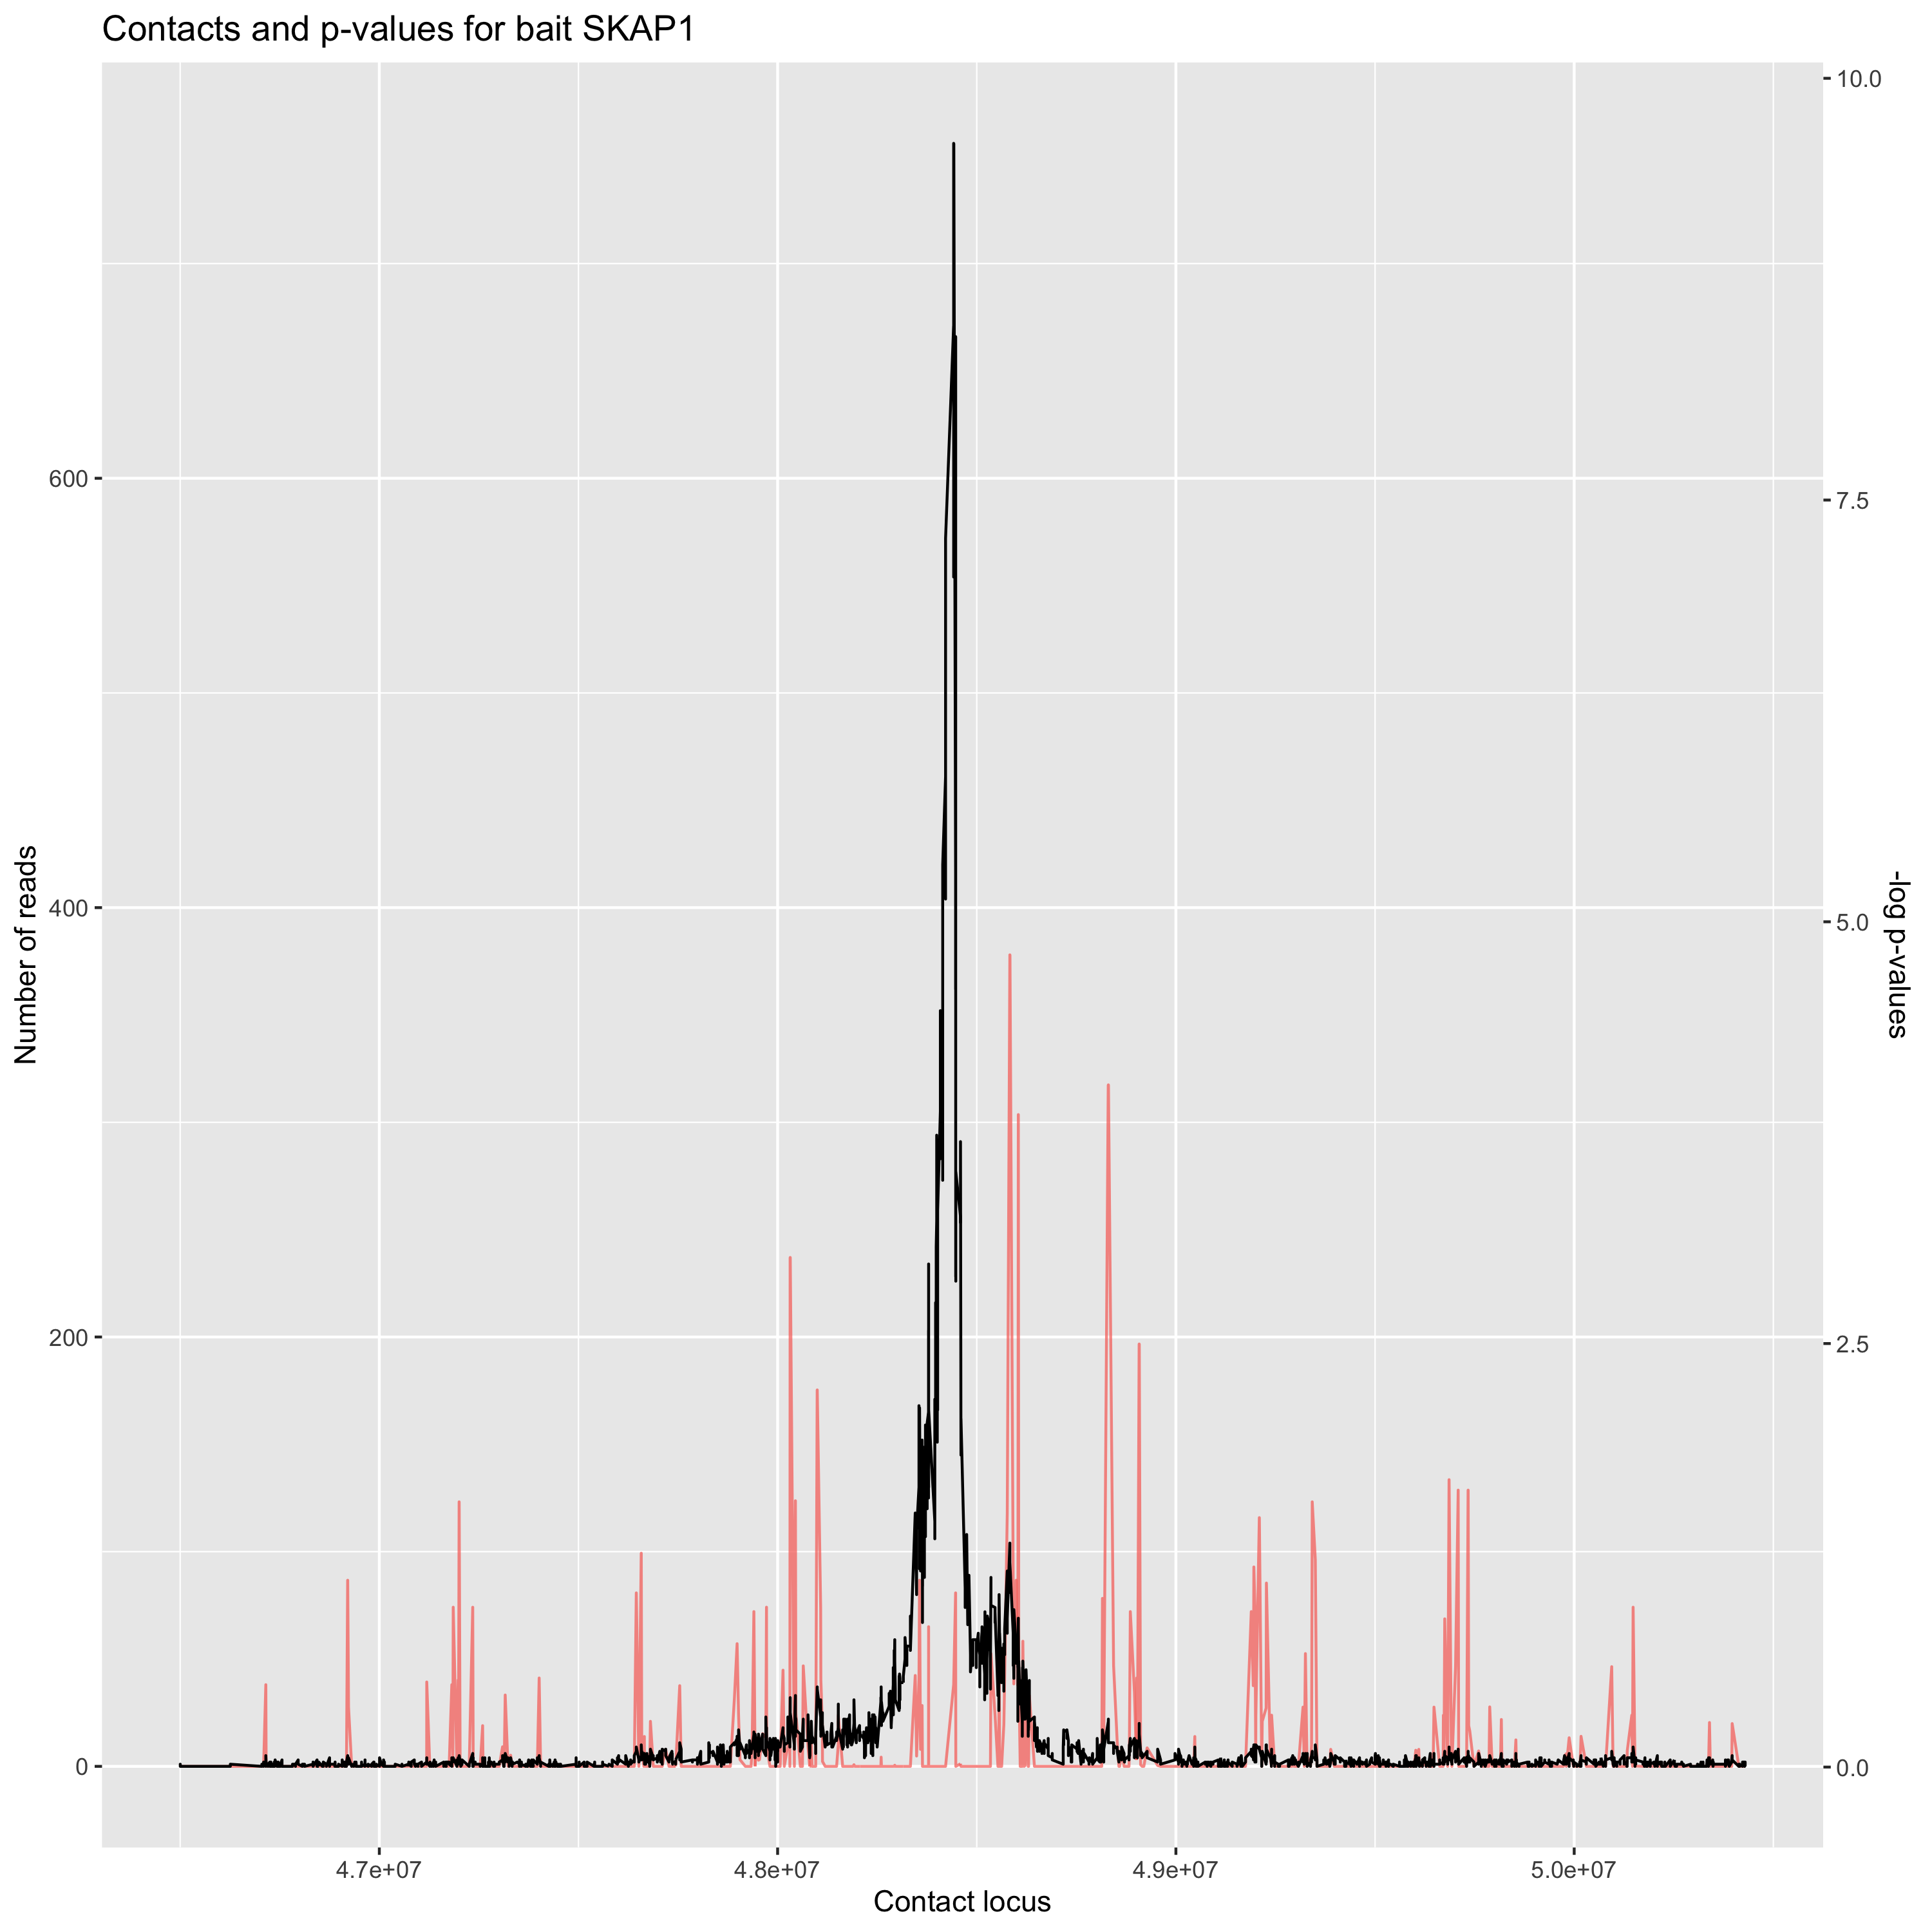 Contacts and p-values for bait SKAP1
Number of reads
600
400
200
0
10.0
7.5
5.0
2.5
0.0
-log p-values
4.7e+07
4.8e+07
4.9e+07
5.0e+07
Contact locus